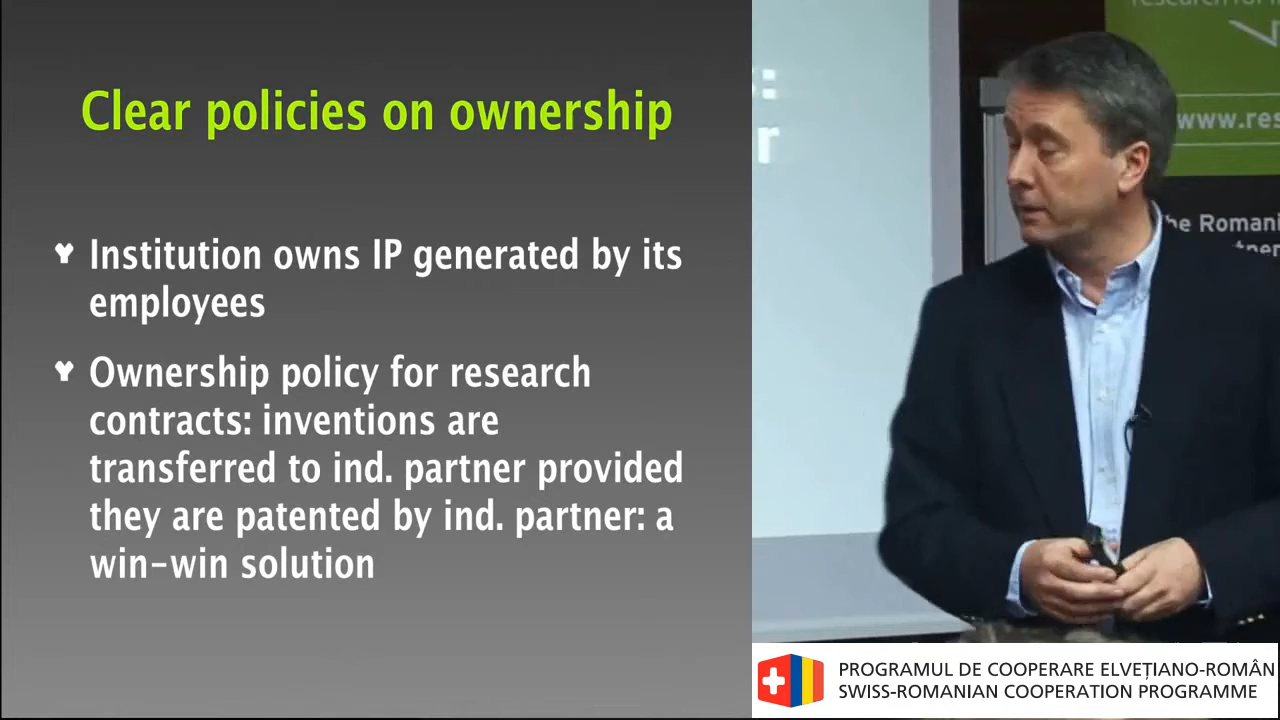 Clear policies on ownership
Institution owns IP generated by its
employees
Ownership policy for research
contracts: inventions are
transferred to ind. partner provided
they are patented by ind. partner: a
win-win solution
www.res
he Romani
PROGRAMUL DE COOPERARE ELVEȚIANO-ROMÂN
SWISS-ROMANIAN COOPERATION PROGRAMME